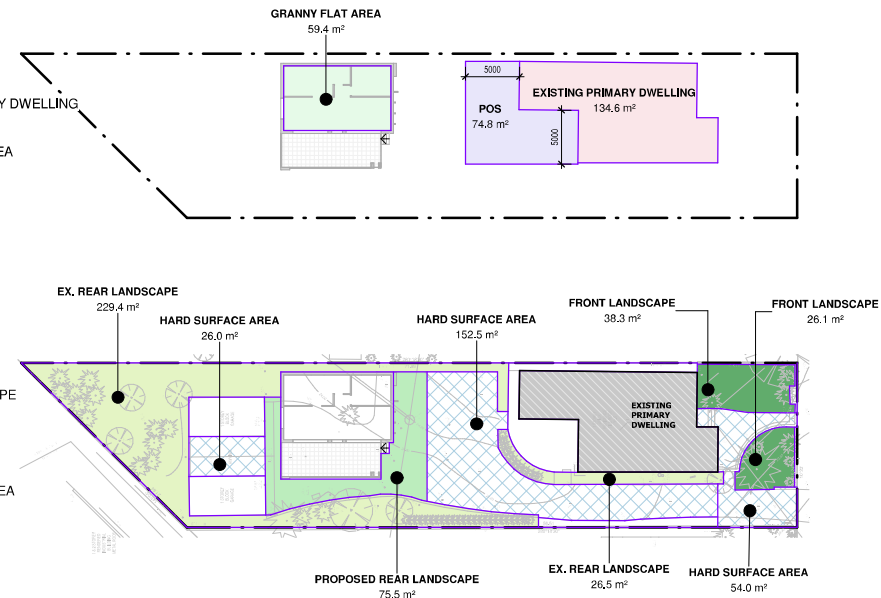 GRANNY FLAT AREA
59.4 m²
5000
EXISTING PRIMARY DWELLING
134.6 m²
Y DWELLING
POS
74.8 m²
5000
EA
EX. REAR LANDSCAPE
229.4 m²
HARD SURFACE AREA
26.0 m²
HARD SURFACE AREA
152.5 m²
FRONT LANDSCAPE
38.3 m²
FRONT LANDSCAPE
26.1 m²
PE
EXISTING
PRIMARY
DWELLING
EA
PROPOSED REAR LANDSCAPE
75.5 m²
EX. REAR LANDSCAPE
26.5 m²
HARD SURFACE AREA
54.0 m²